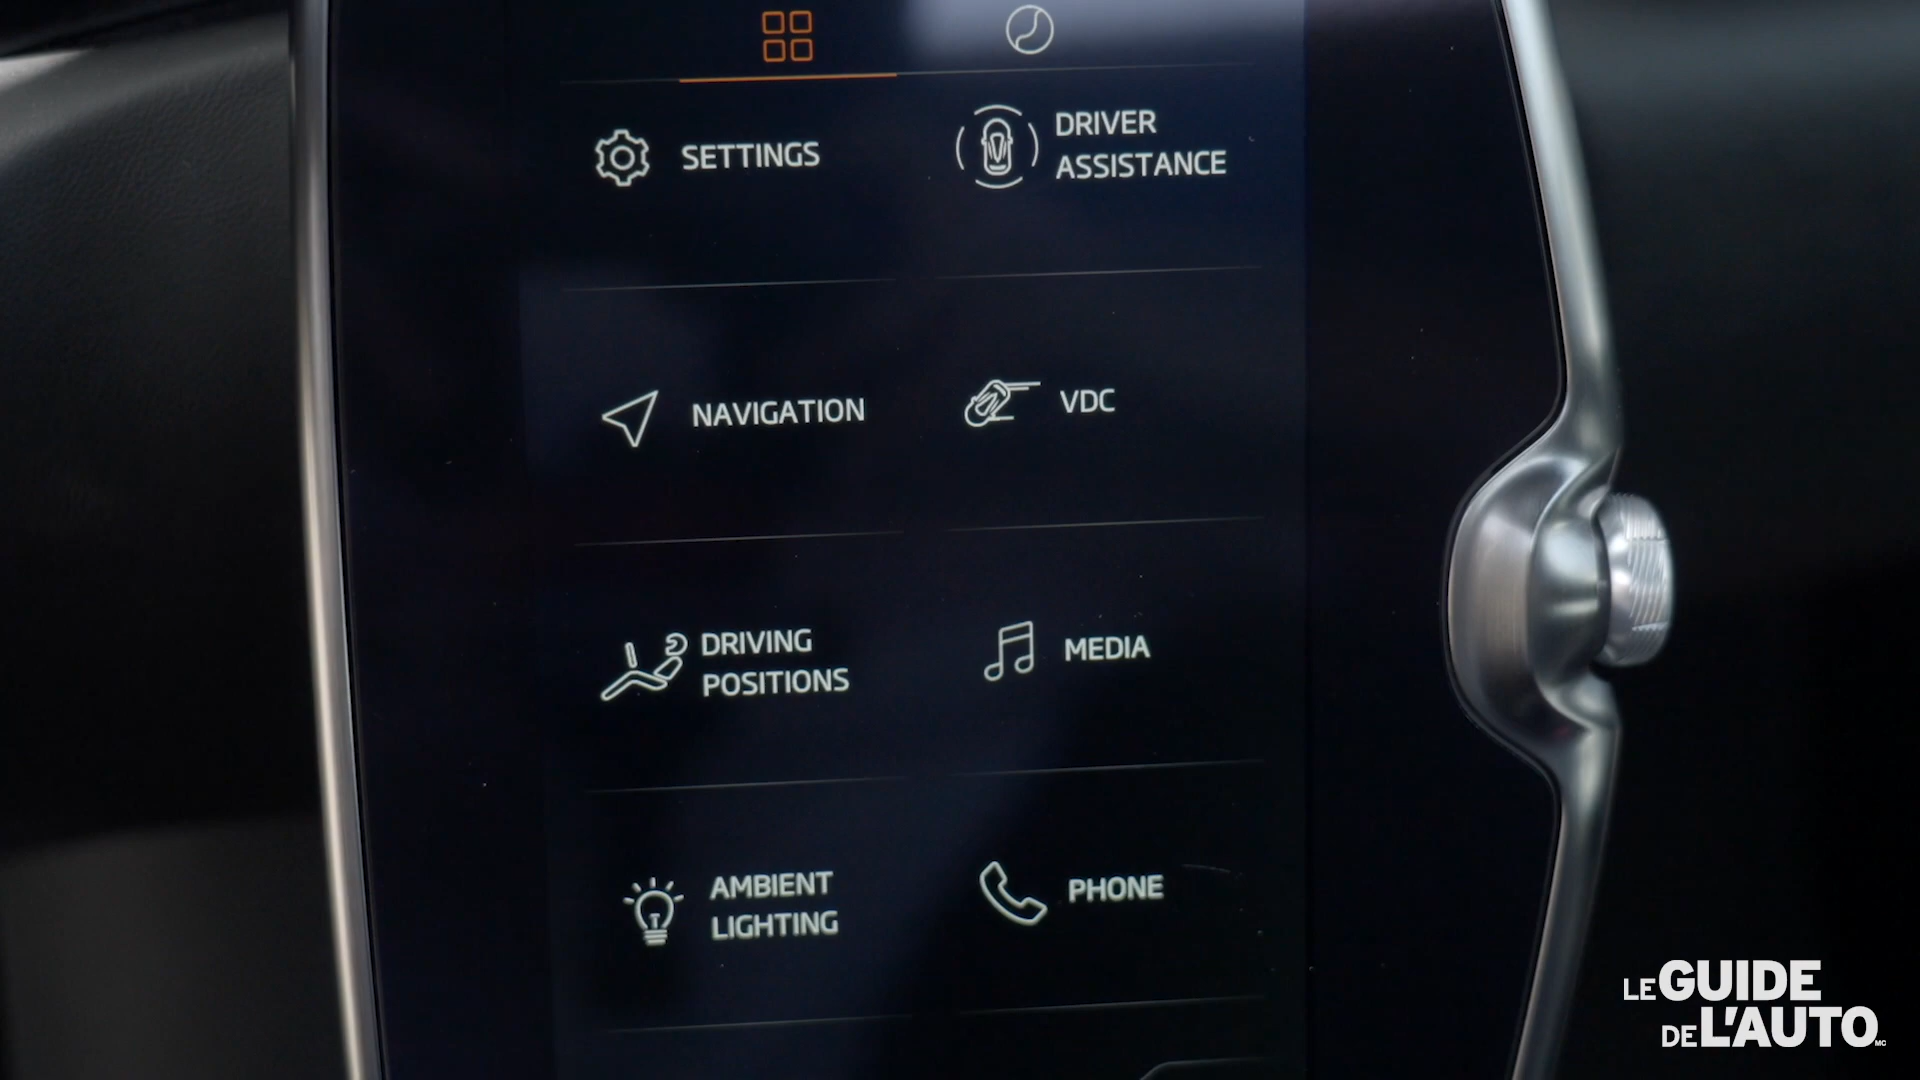 SETTINGS
DRIVER
ASSISTANCE
NAVIGATION
VDC
DRIVING
POSITIONS
MEDIA
AMBIENT
LIGHTING
PHONE
LE GUIDE
DE L'AUTO MC